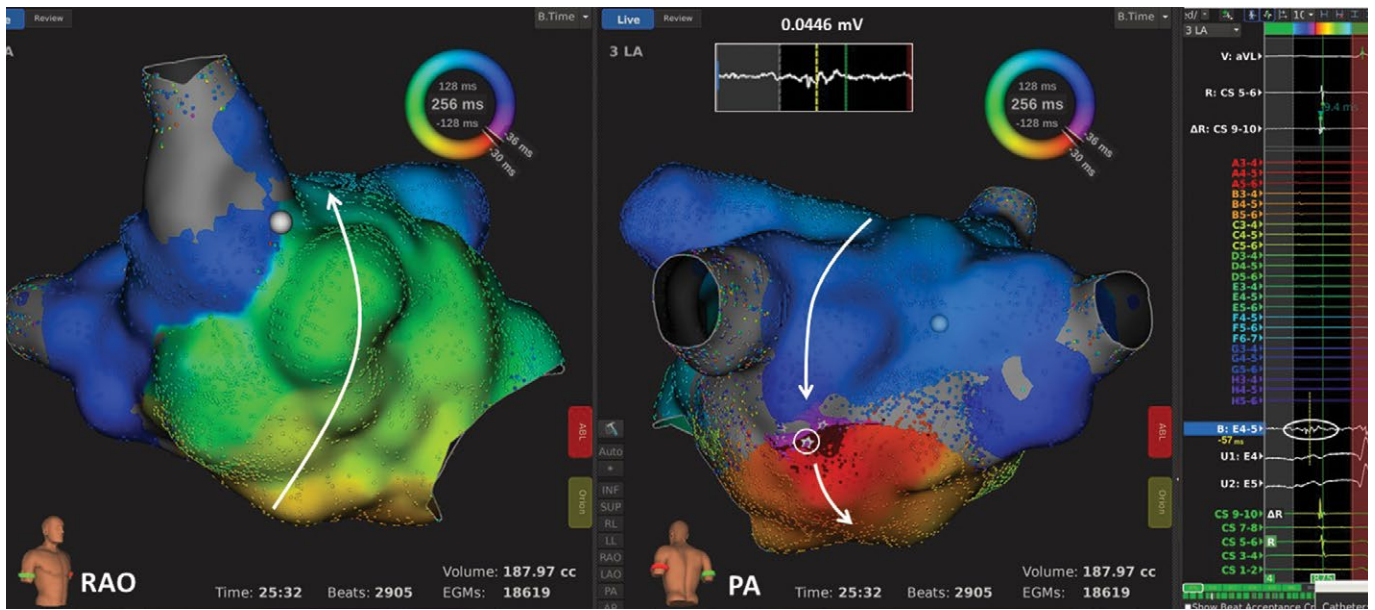 Review
B.Time
128 ms
256 ms
-128 ms
-36 ms
-30 ms
ABL
Orion
RAO
Volume: 187.97 cc
Time: 25:32 Beats: 2905 EGMs: 18619
Live
Review
0.0446 mV
B.Time
3 LA
128 ms
256 ms
-128 ms
-36 ms
-30 ms
ABL
Orion
Auto
INF
SUP
RL
LL
RAO
LAO
PA
PA
Volume: 187.97 cc
Time: 25:32 Beats: 2905 EGMs: 18619
3 LA
V: aVL
R: CS 5-6
ΔR: CS 9-10
A3-4
A4-5
A5-6
B3-4
B4-5
B5-6
C3-4
C4-5
C5-6
D3-4
D4-5
D5-6
E3-4
E4-5
E5-6
F4-5
F5-6
F6-7
G3-4
G4-5
G5-6
H3-4
H4-5
H5-6
B: E4-5
-57 ms
U1: E4
U2: E5
CS 9-10 ΔR
CS 7-8
CS 5-6 R
CS 3-4
CS 1-2
4
Show Beat Acceptance